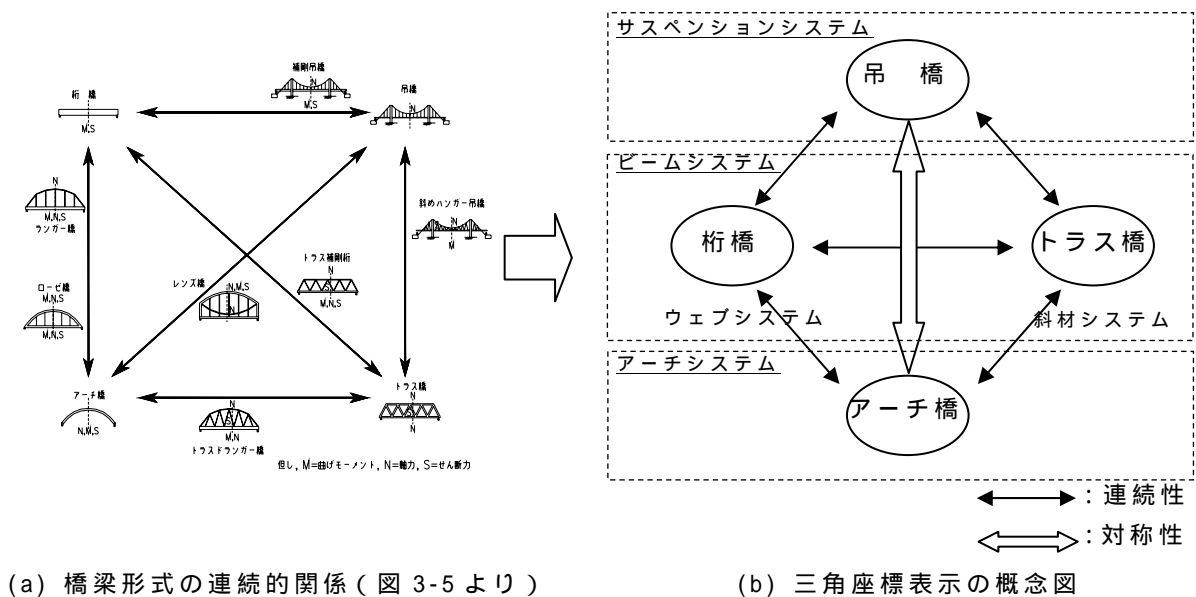 補剛吊橋
N
M,S
桁 橋
M,S
吊橋
N
N
M,N,S
ランガー橋
斜めハンガー吊橋
N
M
トラス補剛桁
N
S
M,N,S
レンズ橋
N,M,S
N
ローゼ橋
M,N,S
M,N,S
アーチ橋
N,M,S
N
S
M,N
トラスドランガー橋
トラス橋
N
S
N
但し, M=曲げモーメント, N=軸力, S=せん断力
(a) 橋梁形式の連続的関係（図 3-5 より）
サスペンションシステム
吊 橋
ビームシステム
桁橋
トラス橋
ウェブシステム
斜材システム
アーチシステム
アーチ橋
：連続性
：対称性
(b) 三角座標表示の概念図